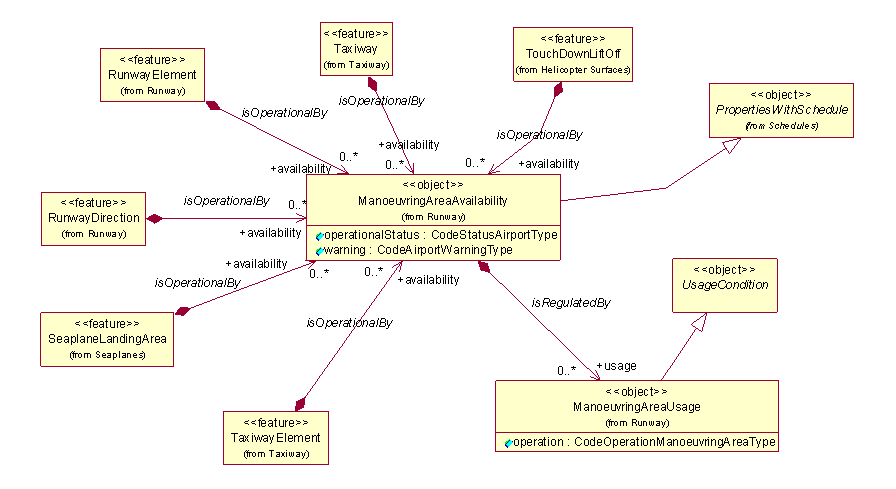 <<feature>>
Taxiway
(from Taxiway)
<<feature>>
TouchDownLiftOff
(from Helicopter Surfaces)
<<feature>>
RunwayElement
(from Runway)
<<object>>
PropertiesWithSchedule
(from Schedules)
isOperationalBy
isOperationalBy
isOperationalBy
+availability
0..*
+availability
0..*
+availability
0..*
<<object>>
ManoeuvringAreaAvailability
(from Runway)
operationalStatus : CodeStatusAirportType
warning : CodeAirportWarningType
<<feature>>
RunwayDirection
(from Runway)
isOperationalBy
0..*
+availability
+availability
0..*
isOperationalBy
0..*
+availability
<<feature>>
SeaplaneLandingArea
(from Seaplanes)
isOperationalBy
<<object>>
UsageCondition
isRegulatedBy
+usage
0..*
<<object>>
ManoeuvringAreaUsage
(from Runway)
operation : CodeOperationManoeuvringAreaType
<<feature>>
TaxiwayElement
(from Taxiway)